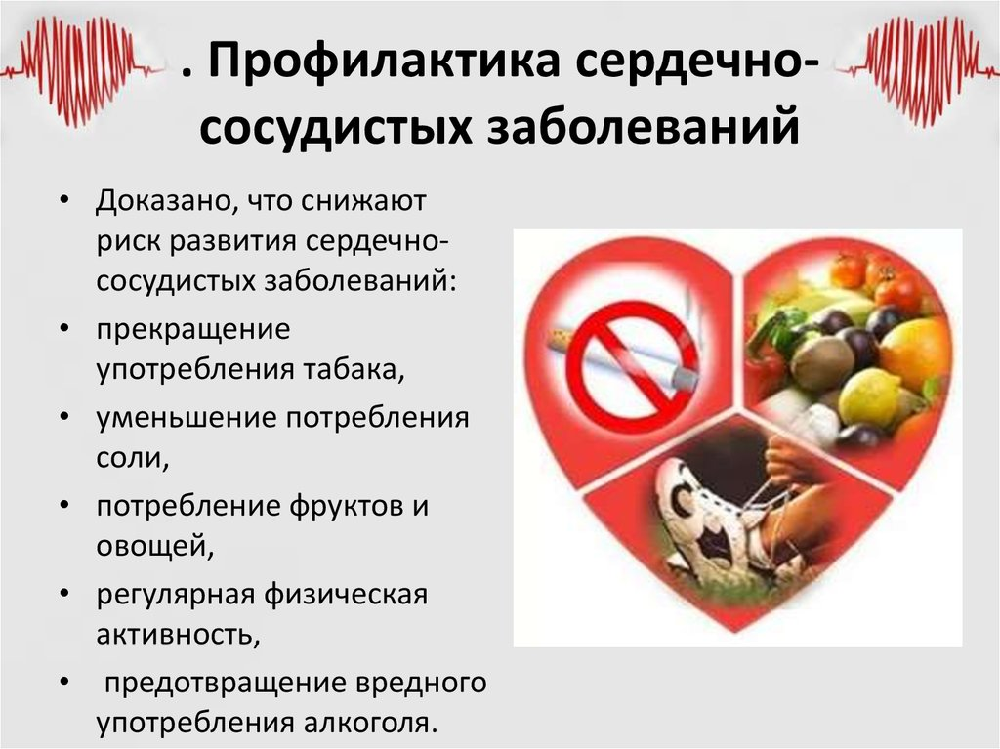 . Профилактика сердечно-
сосудистых заболеваний
• Доказано, что снижают
риск развития сердечно-
сосудистых заболеваний:
• прекращение
употребления табака,
• уменьшение потребления
соли,
• потребление фруктов и
овощей,
• регулярная физическая
активность,
• предотвращение вредного
употребления алкоголя.